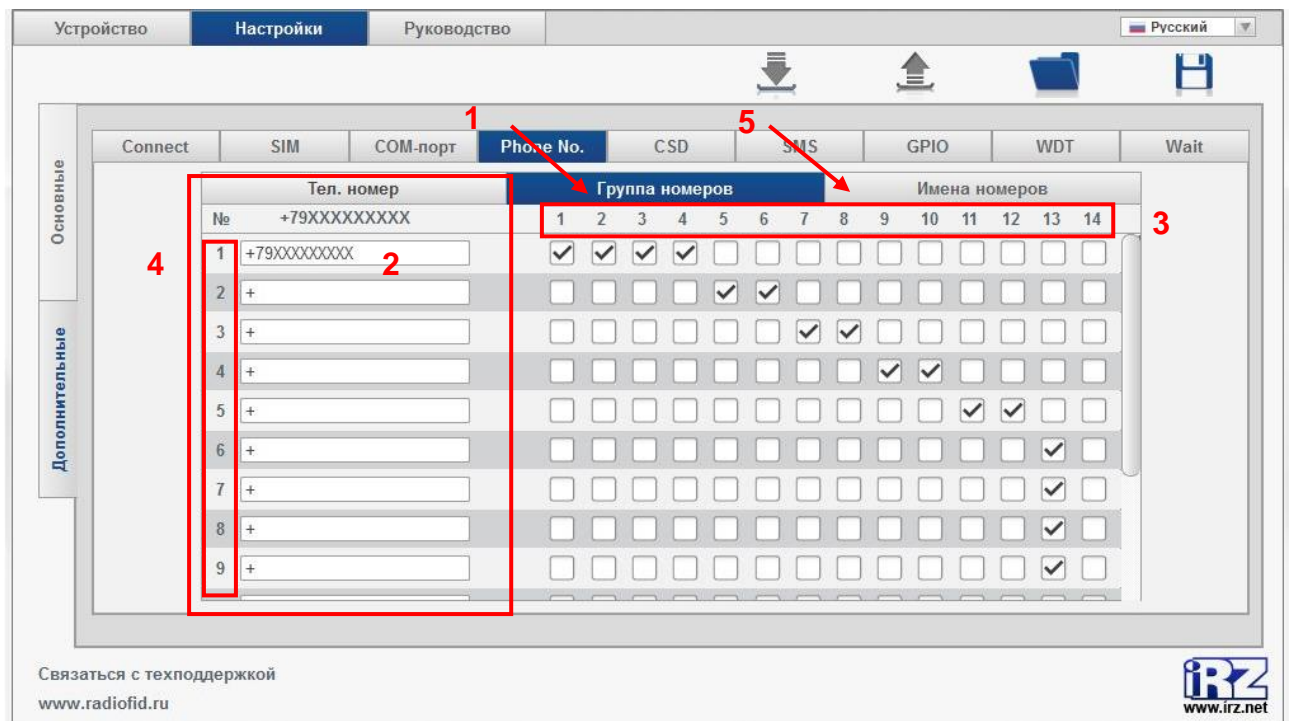 Устройство Настройки Руководство Русский
1 5
Connect SIM COM-порт Phone No. CSD SMS GPIO WDT Wait
Основные
Дополнительные
Тел. номер Группа номеров Имена номеров
№ +79XXXXXXXXX 1 2 3 4 5 6 7 8 9 10 11 12 13 14 3
4 1 +79XXXXXXXXX 2
2 +
3 +
4 +
5 +
6 +
7 +
8 +
9 +
Связаться с техподдержкой
www.radiofid.ru
iRZ
www.irz.net